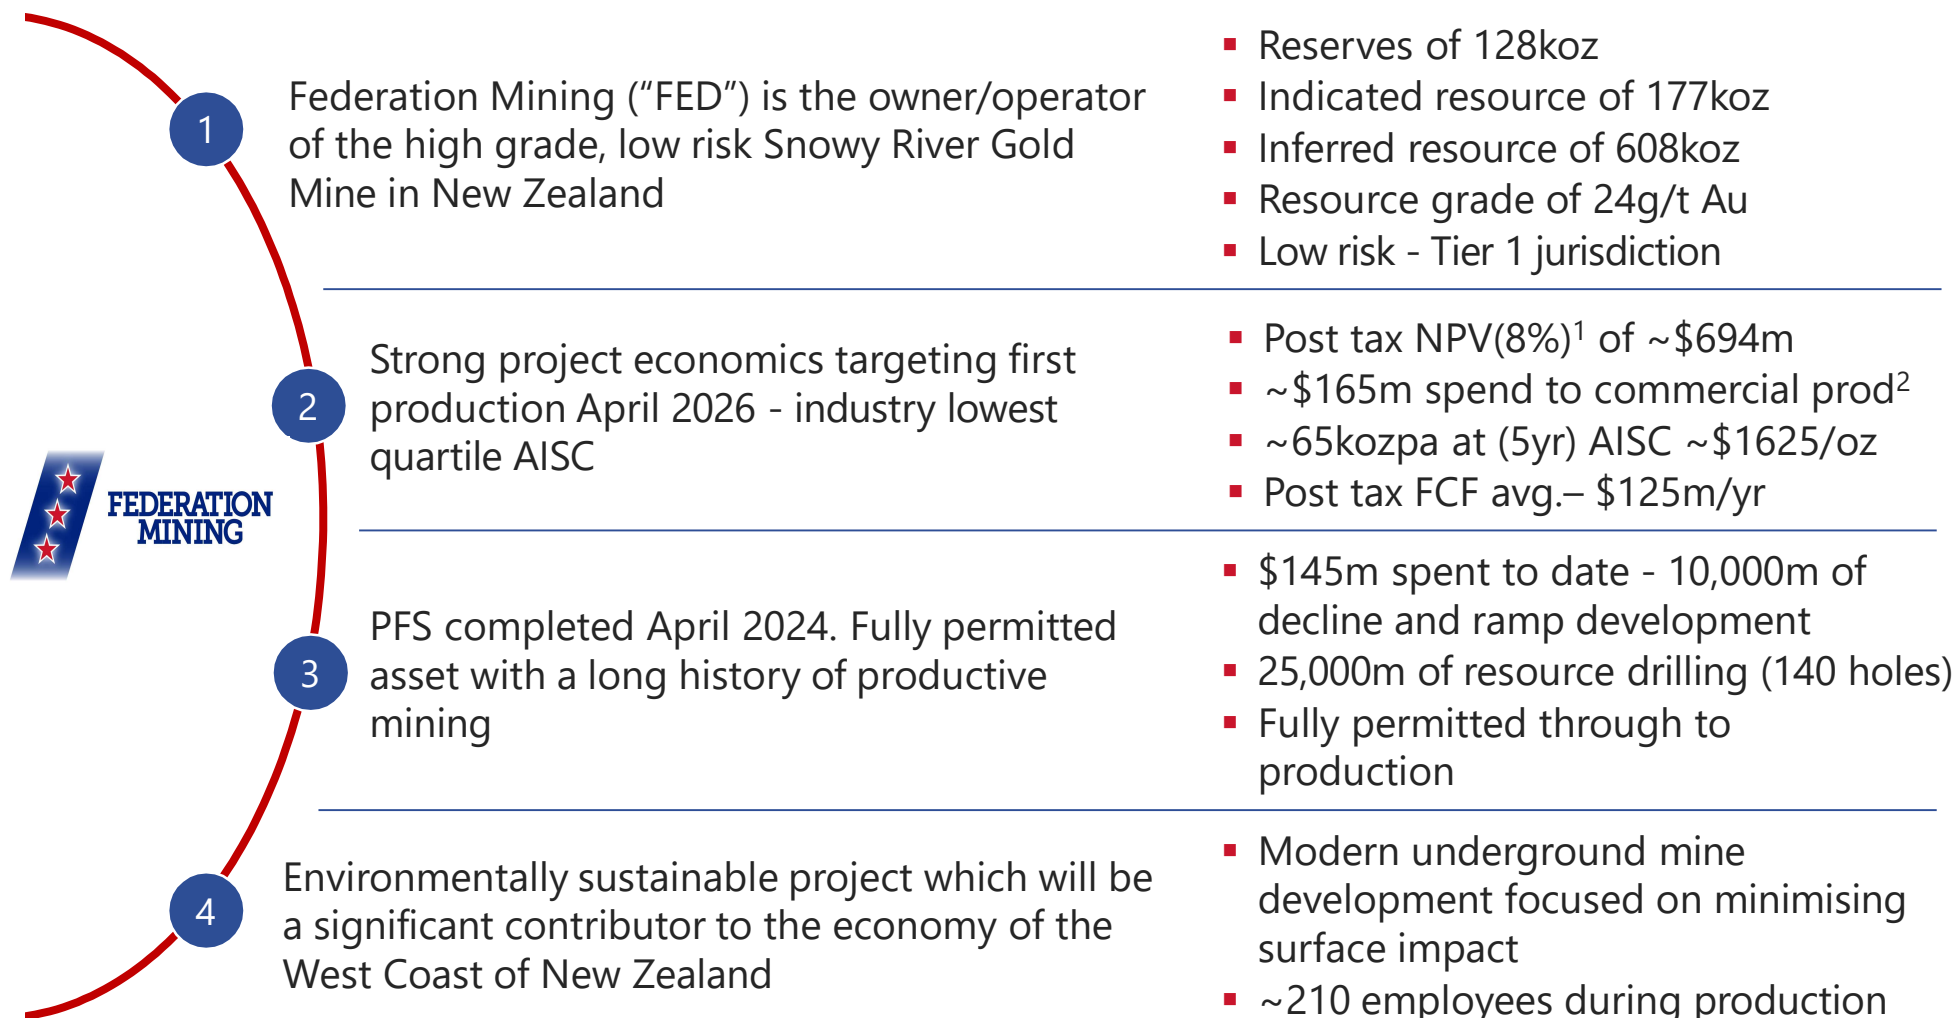 1
Federation Mining (“FED”) is the owner/operator
of the high grade, low risk Snowy River Gold
Mine in New Zealand
▪ Reserves of 128koz
▪ Indicated resource of 177koz
▪ Inferred resource of 608koz
▪ Resource grade of 24g/t Au
▪ Low risk - Tier 1 jurisdiction
2
Strong project economics targeting first
production April 2026 - industry lowest
quartile AISC
▪ Post tax NPV(8%)¹ of ~$694m
▪ ~$165m spend to commercial prod²
▪ ~65kozpa at (5yr) AISC ~$1625/oz
▪ Post tax FCF avg.– $125m/yr
FEDERATION
MINING
3
PFS completed April 2024. Fully permitted
asset with a long history of productive
mining
▪ $145m spent to date - 10,000m of
decline and ramp development
▪ 25,000m of resource drilling (140 holes)
▪ Fully permitted through to
production
4
Environmentally sustainable project which will be
a significant contributor to the economy of the
West Coast of New Zealand
▪ Modern underground mine
development focused on minimising
surface impact
▪ ~210 employees during production